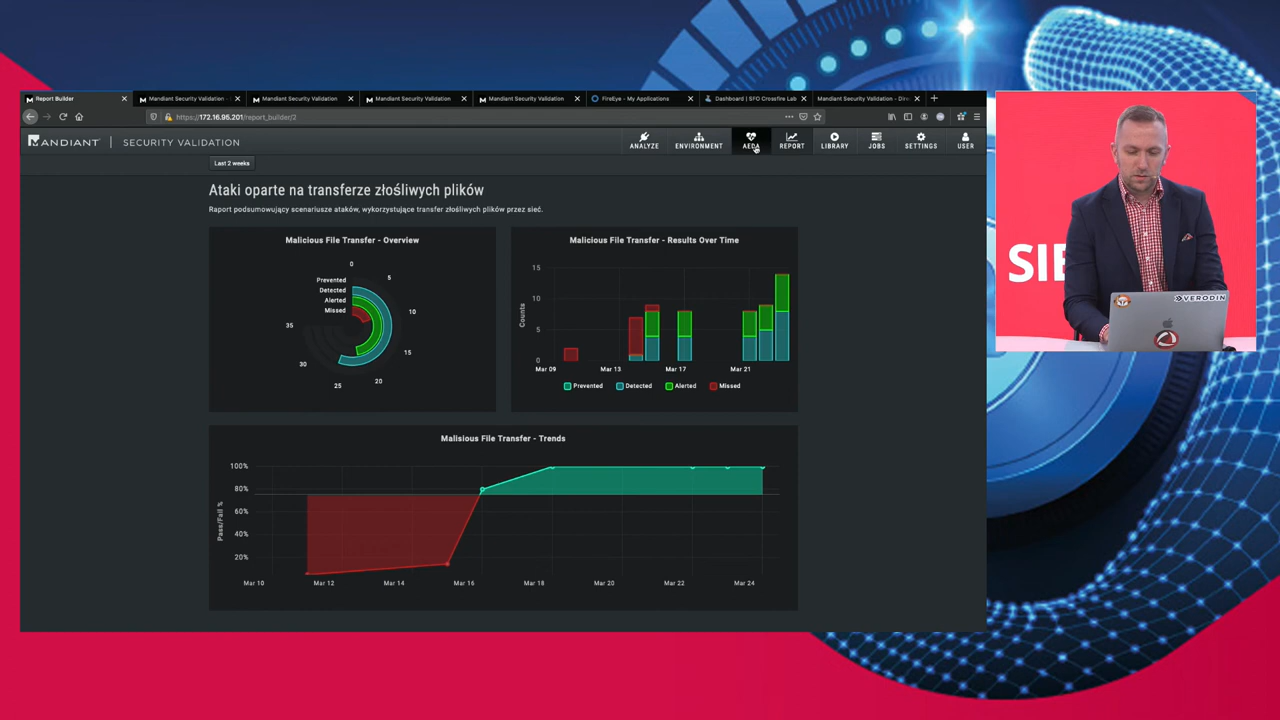 Report Builder
Mandiant Security Validation
Mandiant Security Validation
Mandiant Security Validation
Mandiant Security Validation
FireEye - My Applications
Dashboard | SFO Crossfire Lab
Mandiant Security Validation - Dire
https://172.16.95.201/report_builder/2
MANDIANT | SECURITY VALIDATION
ANALYZE
ENVIRONMENT
AEDA
REPORT
LIBRARY
JOBS
SETTINGS
USER
Last 2 weeks
Ataki oparte na transferze złośliwych plików
Raport podsumowujący scenariusze ataków, wykorzystujące transfer złośliwych plików przez sieć.
Malicious File Transfer - Overview
0
5
10
15
20
25
30
35
Prevented
Detected
Alerted
Missed
Malicious File Transfer - Results Over Time
Counts
15
10
5
0
Mar 09
Mar 13
Mar 17
Mar 21
Prevented
Detected
Alerted
Missed
Malisious File Transfer - Trends
Pass/Fail %
100%
80%
60%
40%
20%
Mar 10
Mar 12
Mar 14
Mar 16
Mar 18
Mar 20
Mar 22
Mar 24
VERODIN